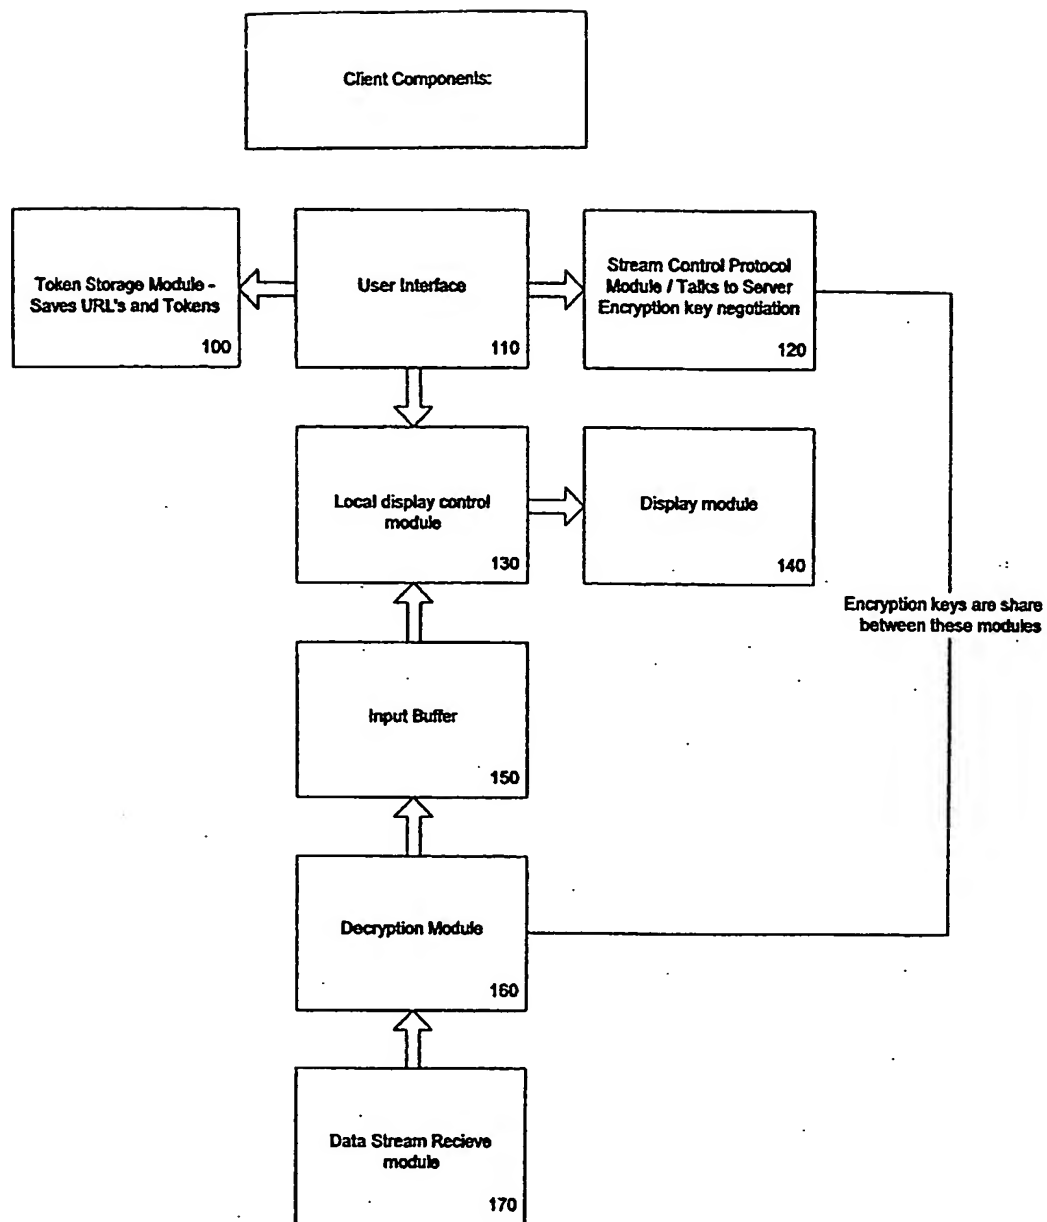 Client Components:
Token Storage Module -
Saves URL's and Tokens
100
User Interface
110
Stream Control Protocol
Module / Talks to Server
Encryption key negotiation
120
Local display control
module
130
Display module
140
Encryption keys are share
between these modules
Input Buffer
150
Decryption Module
160
Data Stream Recieve
module
170